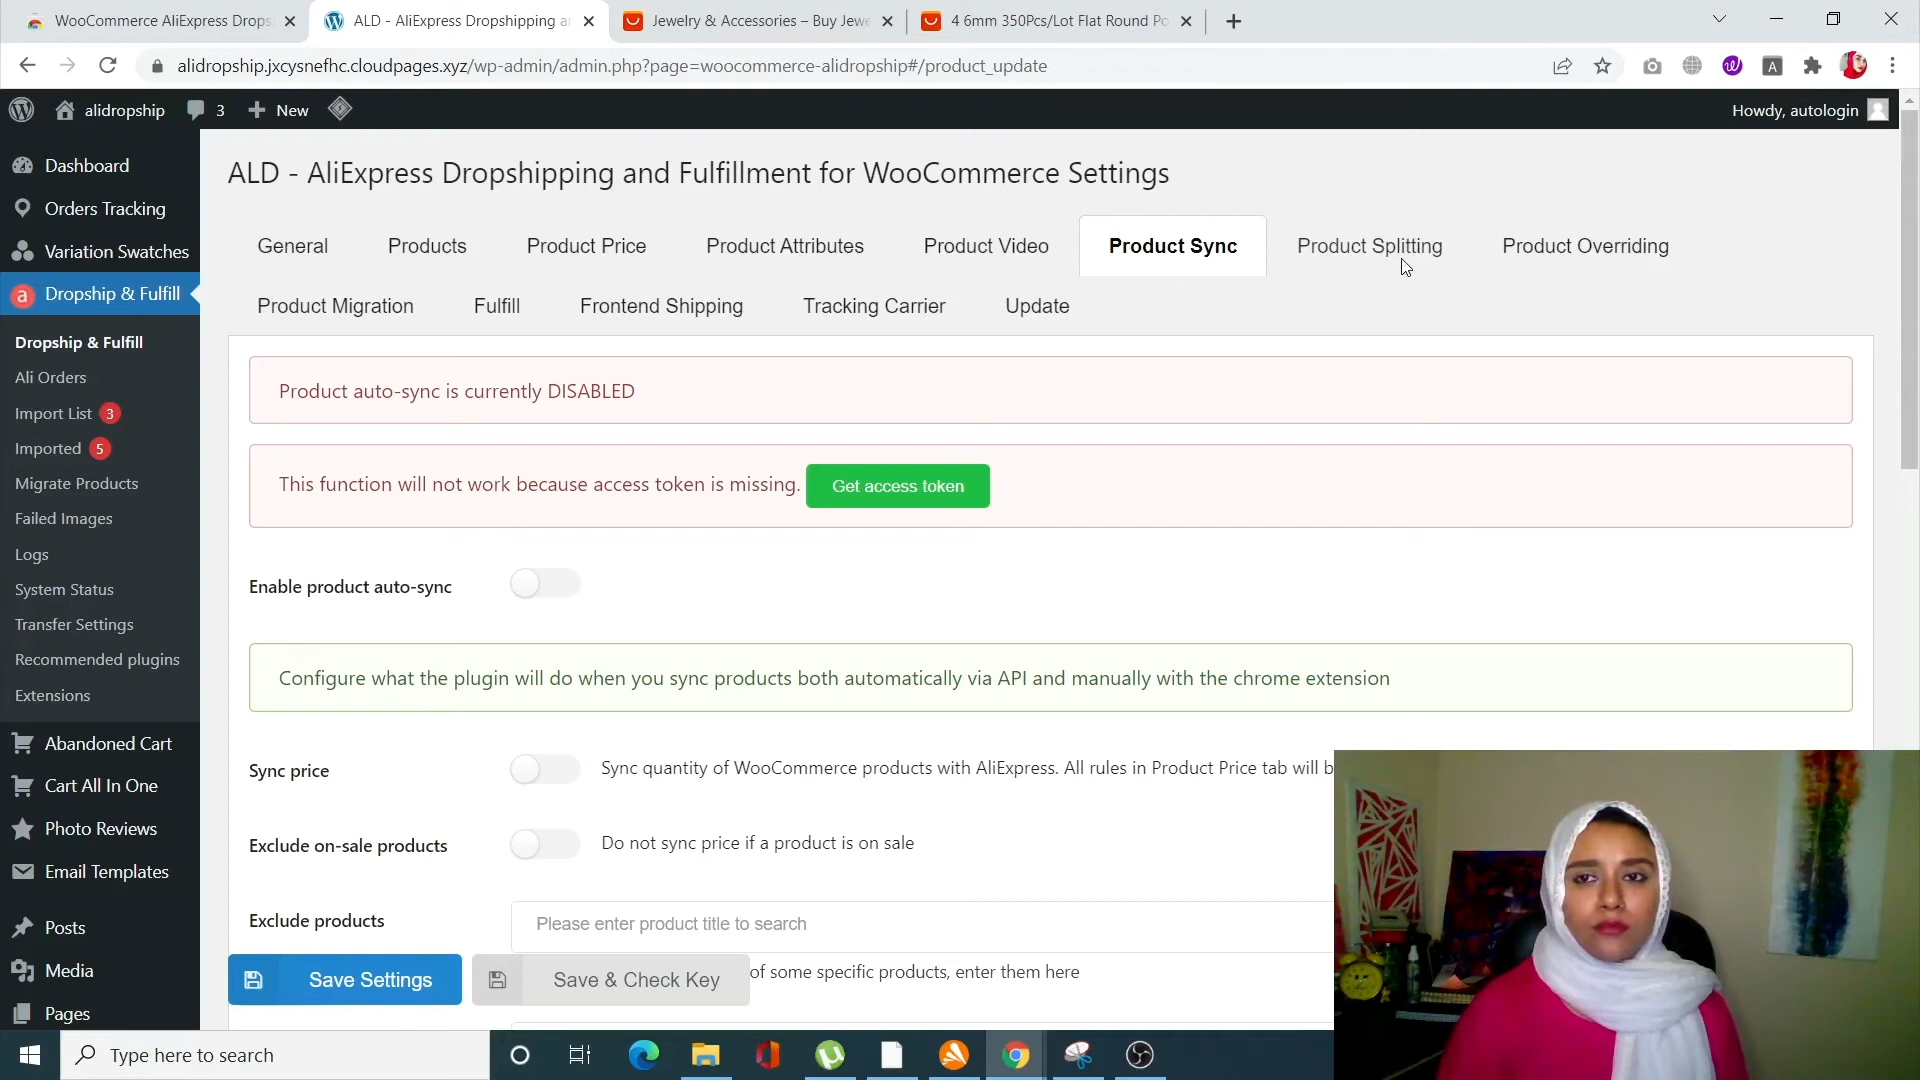 WooCommerce AliExpress Drops
ALD - AliExpress Dropshipping a
Jewelry & Accessories – Buy Jewe
4 6mm 350Pcs/Lot Flat Round Po
alidropship.jxcysnefhc.cloudpages.xyz/wp-admin/admin.php?page=woocommerce-alidropship#/product_update
alidropship 3 New
Howdy, autologin
Dashboard
Orders Tracking
Variation Swatches
Dropship & Fulfill
Dropship & Fulfill
Ali Orders
Import List 3
Imported 5
Migrate Products
Failed Images
Logs
System Status
Transfer Settings
Recommended plugins
Extensions
Abandoned Cart
Cart All In One
Photo Reviews
Email Templates
Posts
Media
Pages
ALD - AliExpress Dropshipping and Fulfillment for WooCommerce Settings
General Products Product Price Product Attributes Product Video Product Sync Product Splitting Product Overriding
Product Migration Fulfill Frontend Shipping Tracking Carrier Update
Product auto-sync is currently DISABLED
This function will not work because access token is missing. Get access token
Enable product auto-sync
Configure what the plugin will do when you sync products both automatically via API and manually with the chrome extension
Sync price
Sync quantity of WooCommerce products with AliExpress. All rules in Product Price tab will b
Exclude on-sale products
Do not sync price if a product is on sale
Exclude products
Please enter product title to search
of some specific products, enter them here
Save Settings
Save & Check Key
Type here to search